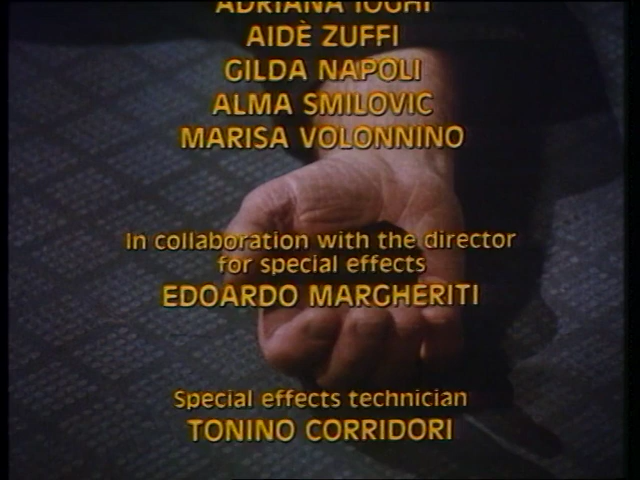 ADRIANA
AIDÈ ZUFFI
GILDA NAPOLI
ALMA SMILOVIC
MARISA VOLONNINO
In collaboration with the director
for special effects
EDOARDO MARGHERITI
Special effects technician
TONINO CORRIDORI